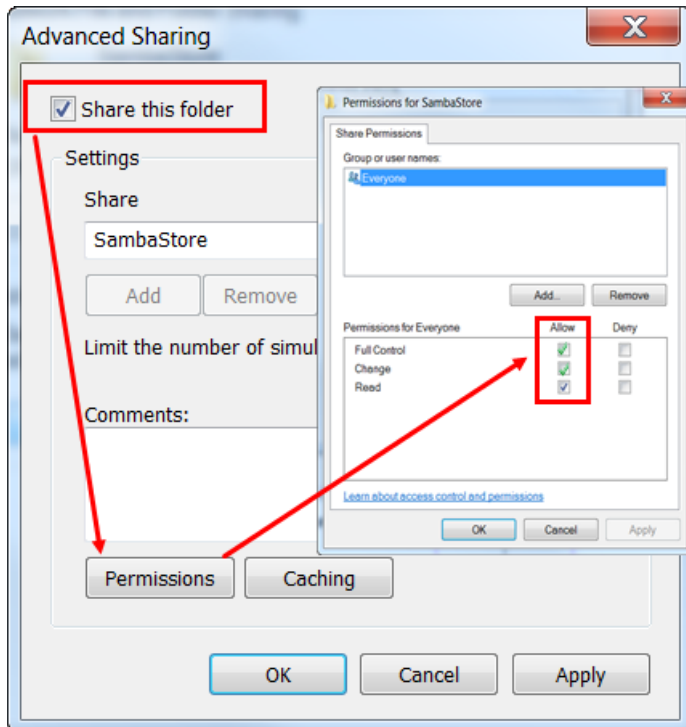 Advanced Sharing
Share this folder
Settings
Share
SambaStore
Add Remove
Limit the number of simul
Comments:
Permissions Caching
OK Cancel Apply
Permissions for SambaStore
Share Permissions
Group or user names:
Everyone
Add... Remove
Permissions for Everyone Allow Deny
Full Control
Change
Read
Learn about access control and permissions
OK Cancel Apply